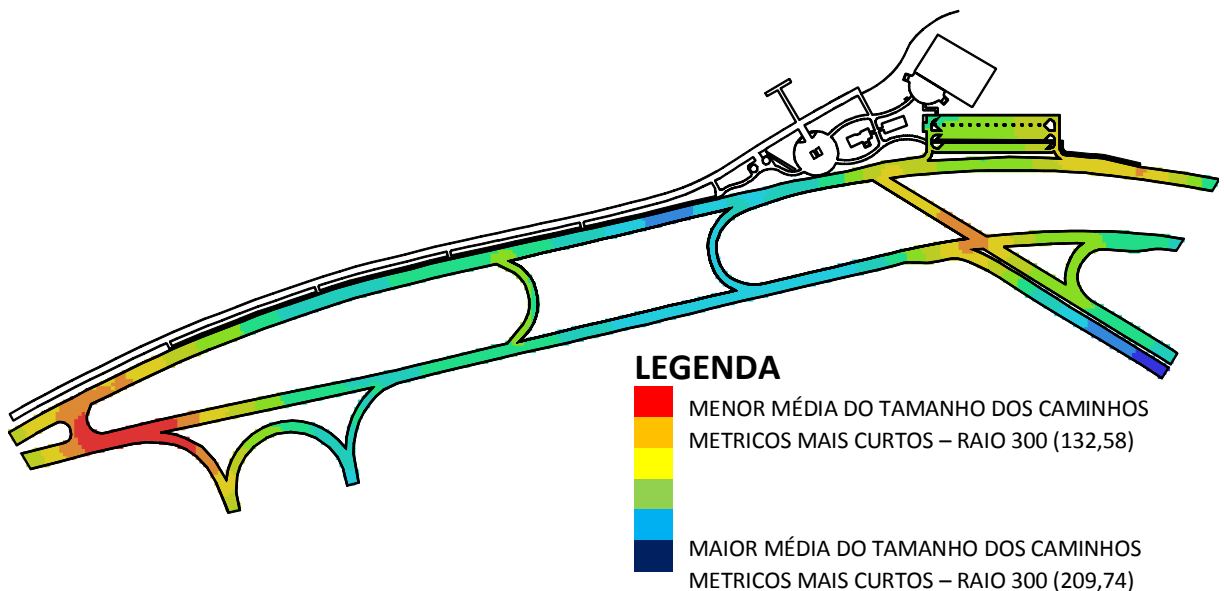 LEGENDA
MENOR MÉDIA DO TAMANHO DOS CAMINHOS
METRICOS MAIS CURTOS – RAIO 300 (132,58)
MAIOR MÉDIA DO TAMANHO DOS CAMINHOS
METRICOS MAIS CURTOS – RAIO 300 (209,74)